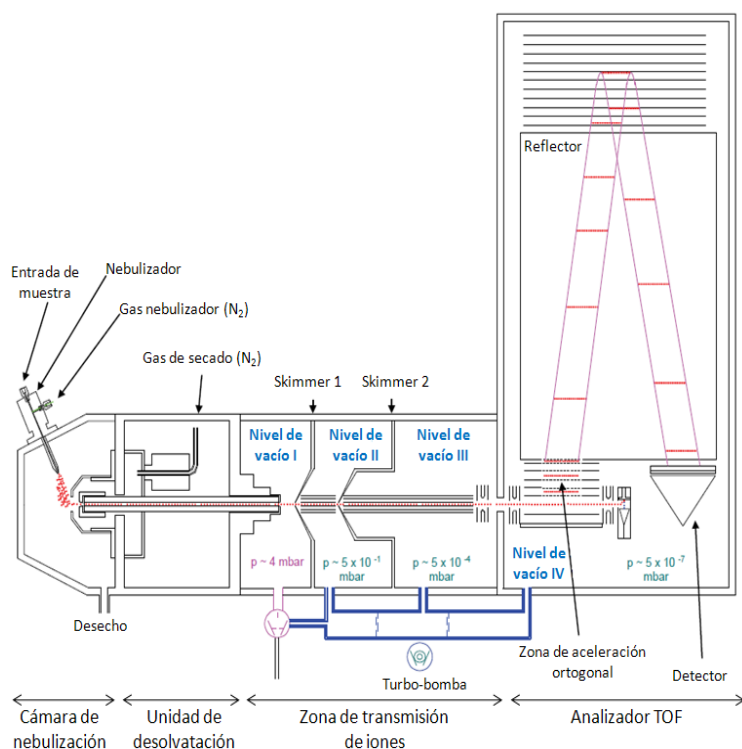 Reflector
Entrada de
muestra
Nebulizador
Gas nebulizador (N₂)
Gas de secado (N₂)
Skimmer 1
Skimmer 2
Nivel de
vacío I
Nivel de
vacío II
Nivel de
vacío III
p ~ 4 mbar
p ~ 5 x 10⁻¹
mbar
p ~ 5 x 10⁻⁴
mbar
Nivel de
vacío IV
p ~ 5 x 10⁻⁷
mbar
Desecho
Turbo-bomba
Zona de aceleración
ortogonal
Detector
Cámara de
nebulización
Unidad de
desolvatación
Zona de transmisión
de iones
Analizador TOF